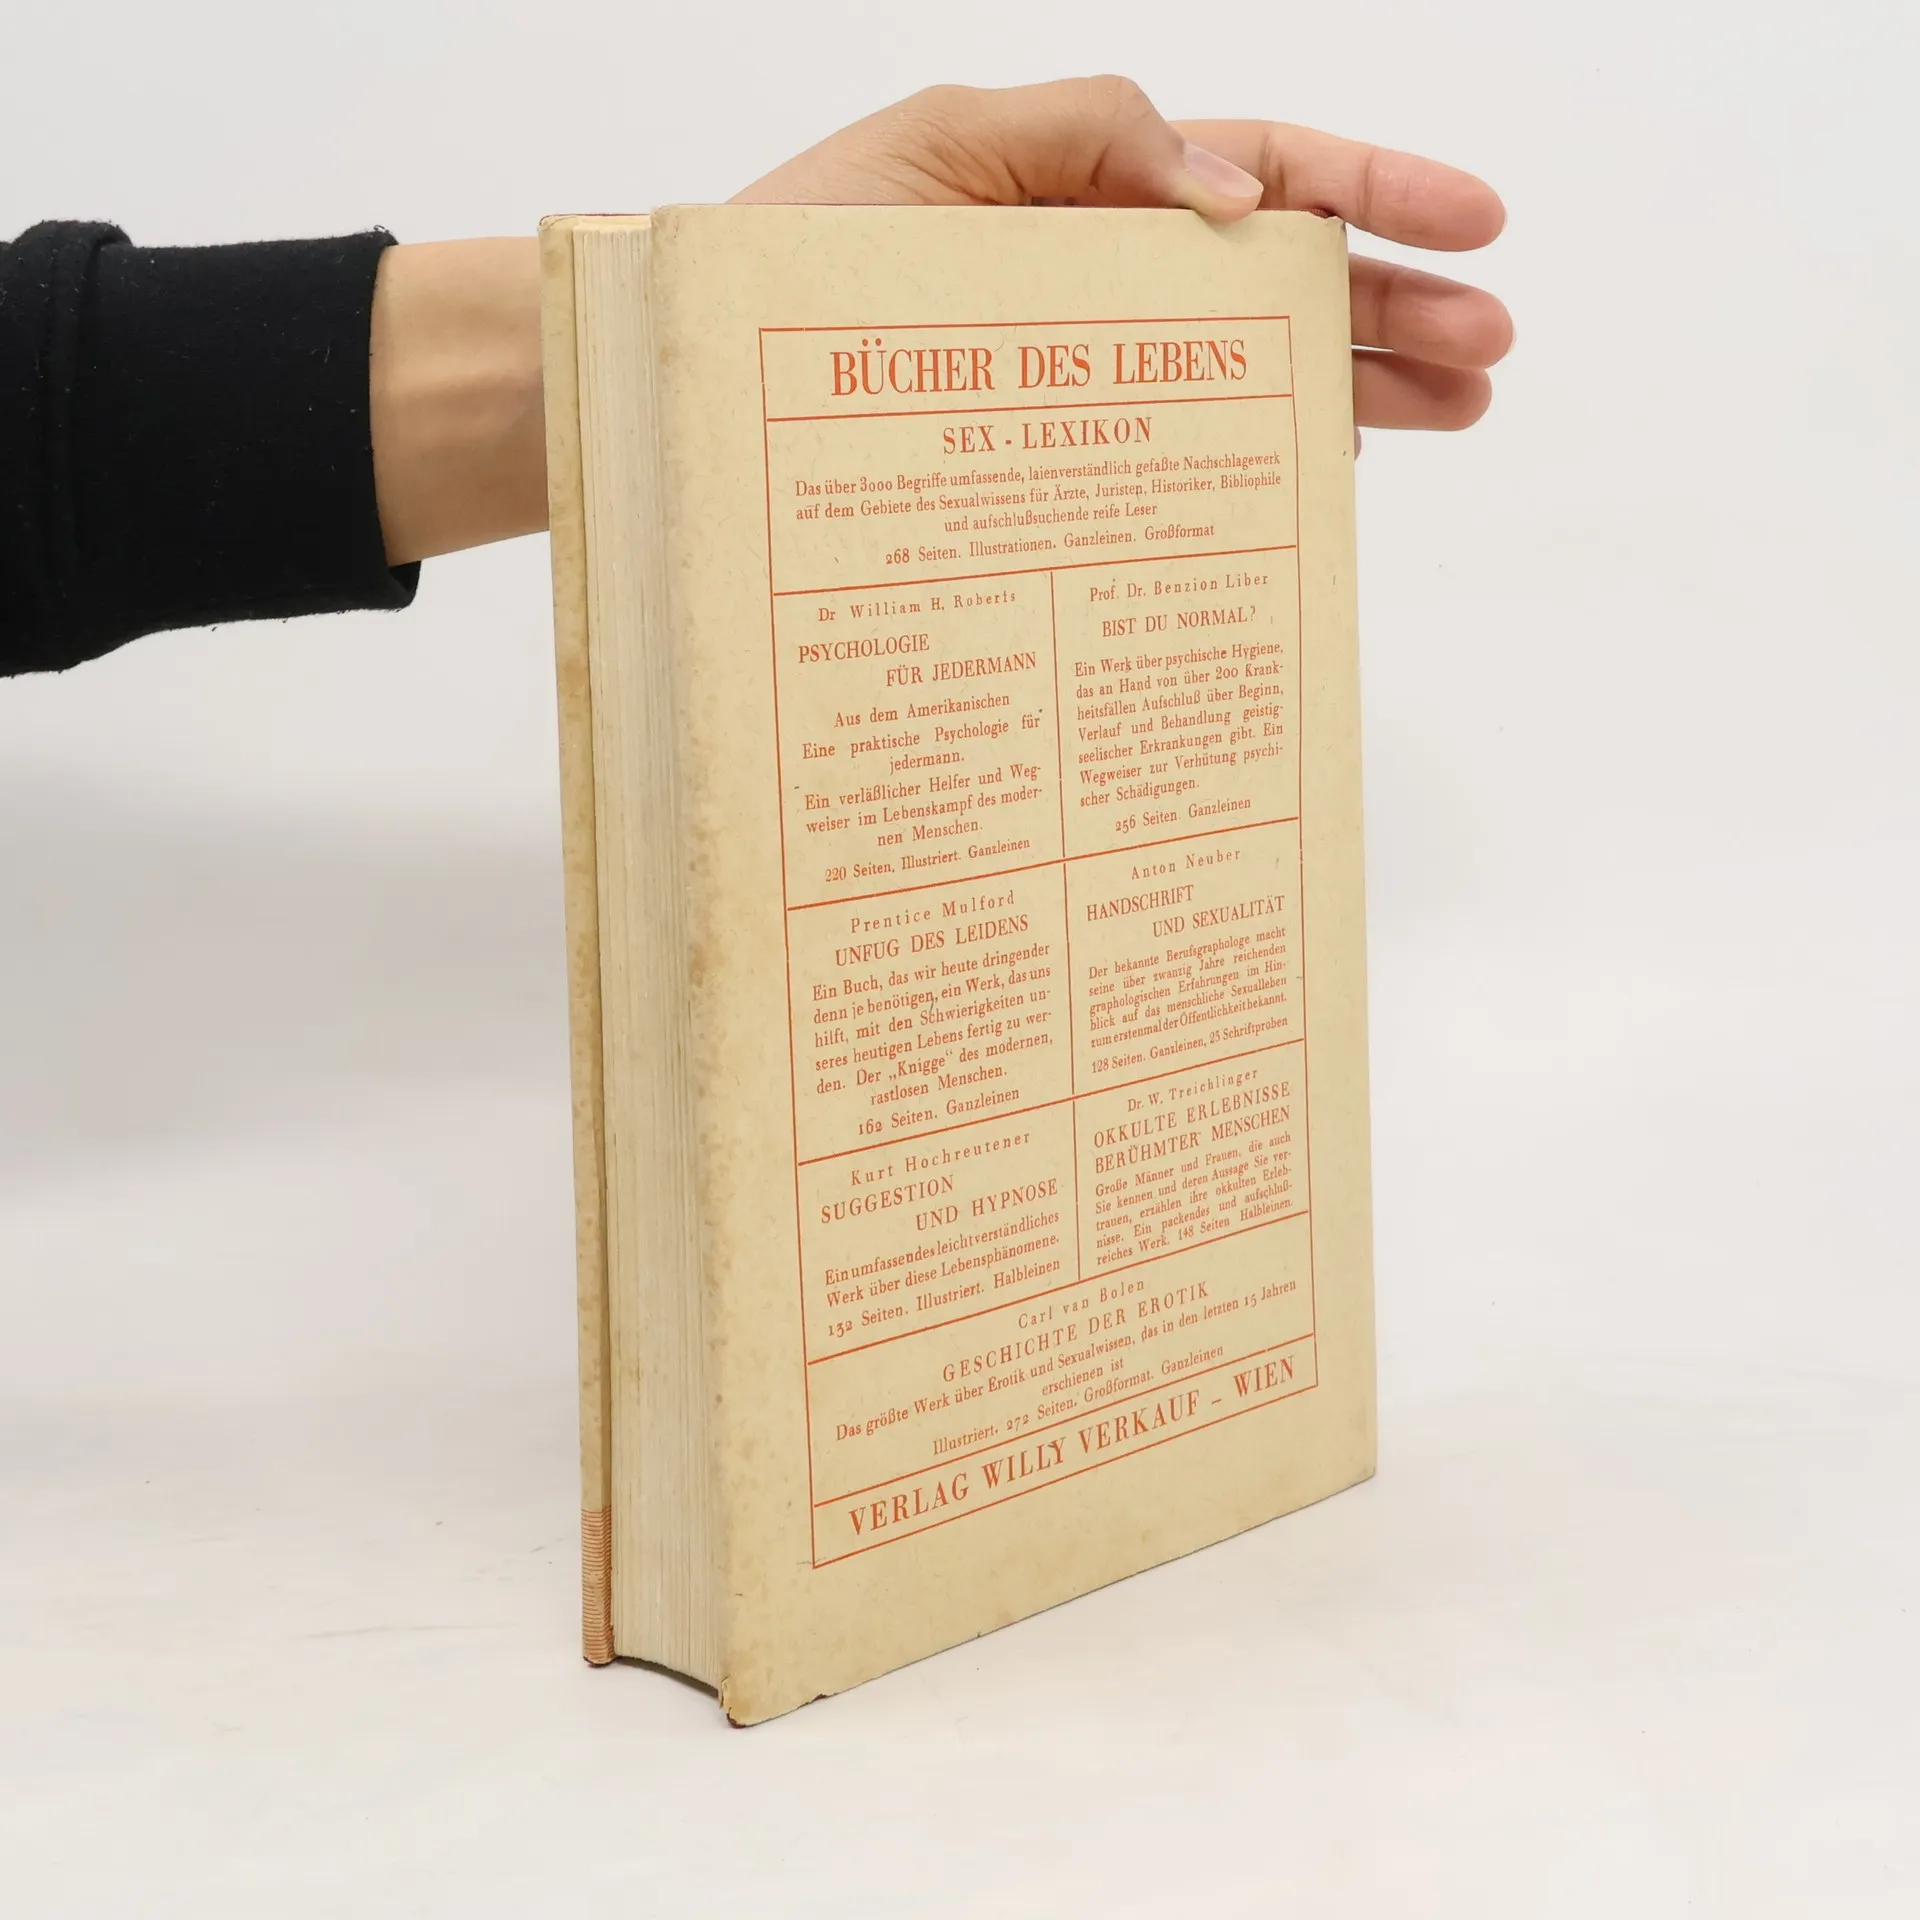 BÜCHER DES LEBENS
SEX - LEXIKON
Das über 3000 Begriffe umfassende, laienverständlich gefaßte Nachschlagewerk
auf dem Gebiete des Sexualwissens für Ärzte, Juristen, Historiker, Bibliophile
und aufschlußsuchende reife Leser
268 Seiten. Illustrationen. Ganzleinen. Großformat
Dr William H. Roberts
PSYCHOLOGIE
FÜR JEDERMANN
Aus dem Amerikanischen
Eine praktische Psychologie für
jedermann.
Ein verläßlicher Helfer und Weg-
weiser im Lebenskampf des moder-
nen Menschen.
220 Seiten, Illustriert. Ganzleinen
Prof. Dr. Benzion Liber
BIST DU NORMAL?
Ein Werk über psychische Hygiene,
das an Hand von über 200 Krank-
heitsfällen Aufschluß über Beginn,
Verlauf und Behandlung geistig-
seelischer Erkrankungen gibt. Ein
Wegweiser zur Verhütung psychi-
scher Schädigungen.
256 Seiten. Ganzleinen
Prentice Mulford
UNFUG DES LEIDENS
Ein Buch, das wir heute dringender
denn je benötigen, ein Werk, das uns
hilft, mit den Schwierigkeiten un-
seres heutigen Lebens fertig zu wer-
den. Der „Knigge“ des modernen,
rastlosen Menschen.
162 Seiten. Ganzleinen
Anton Neuber
HANDSCHRIFT
UND SEXUALITÄT
Der bekannte Berufsgraphologe macht
seine über zwanzig Jahre reichenden
graphologischen Erfahrungen im Hin-
blick auf das menschliche Sexualleben
zum erstenmal der Öffentlichkeit bekannt.
128 Seiten. Ganzleinen, 25 Schriftproben
Kurt Hochreutener
SUGGESTION
UND HYPNOSE
Ein umfassendes leichtverständliches
Werk über diese Lebensphänomene.
132 Seiten. Illustriert. Halbleinen
Dr. W. Treichlinger
OKKULTE ERLEBNISSE
BERÜHMTER MENSCHEN
Große Männer und Frauen, die auch
Sie kennen und deren Aussage Sie ver-
trauen, erzählen ihre okkulten Erleb-
nisse. Ein packendes und aufschluß-
reiches Werk. 148 Seiten Halbleinen.
Carl van Bolen
GESCHICHTE DER EROTIK
Das größte Werk über Erotik und Sexualwissen, das in den letzten 15 Jahren
erschienen ist
Illustriert. 272 Seiten. Großformat. Ganzleinen
VERLAG WILLY VERKAUF – WIEN